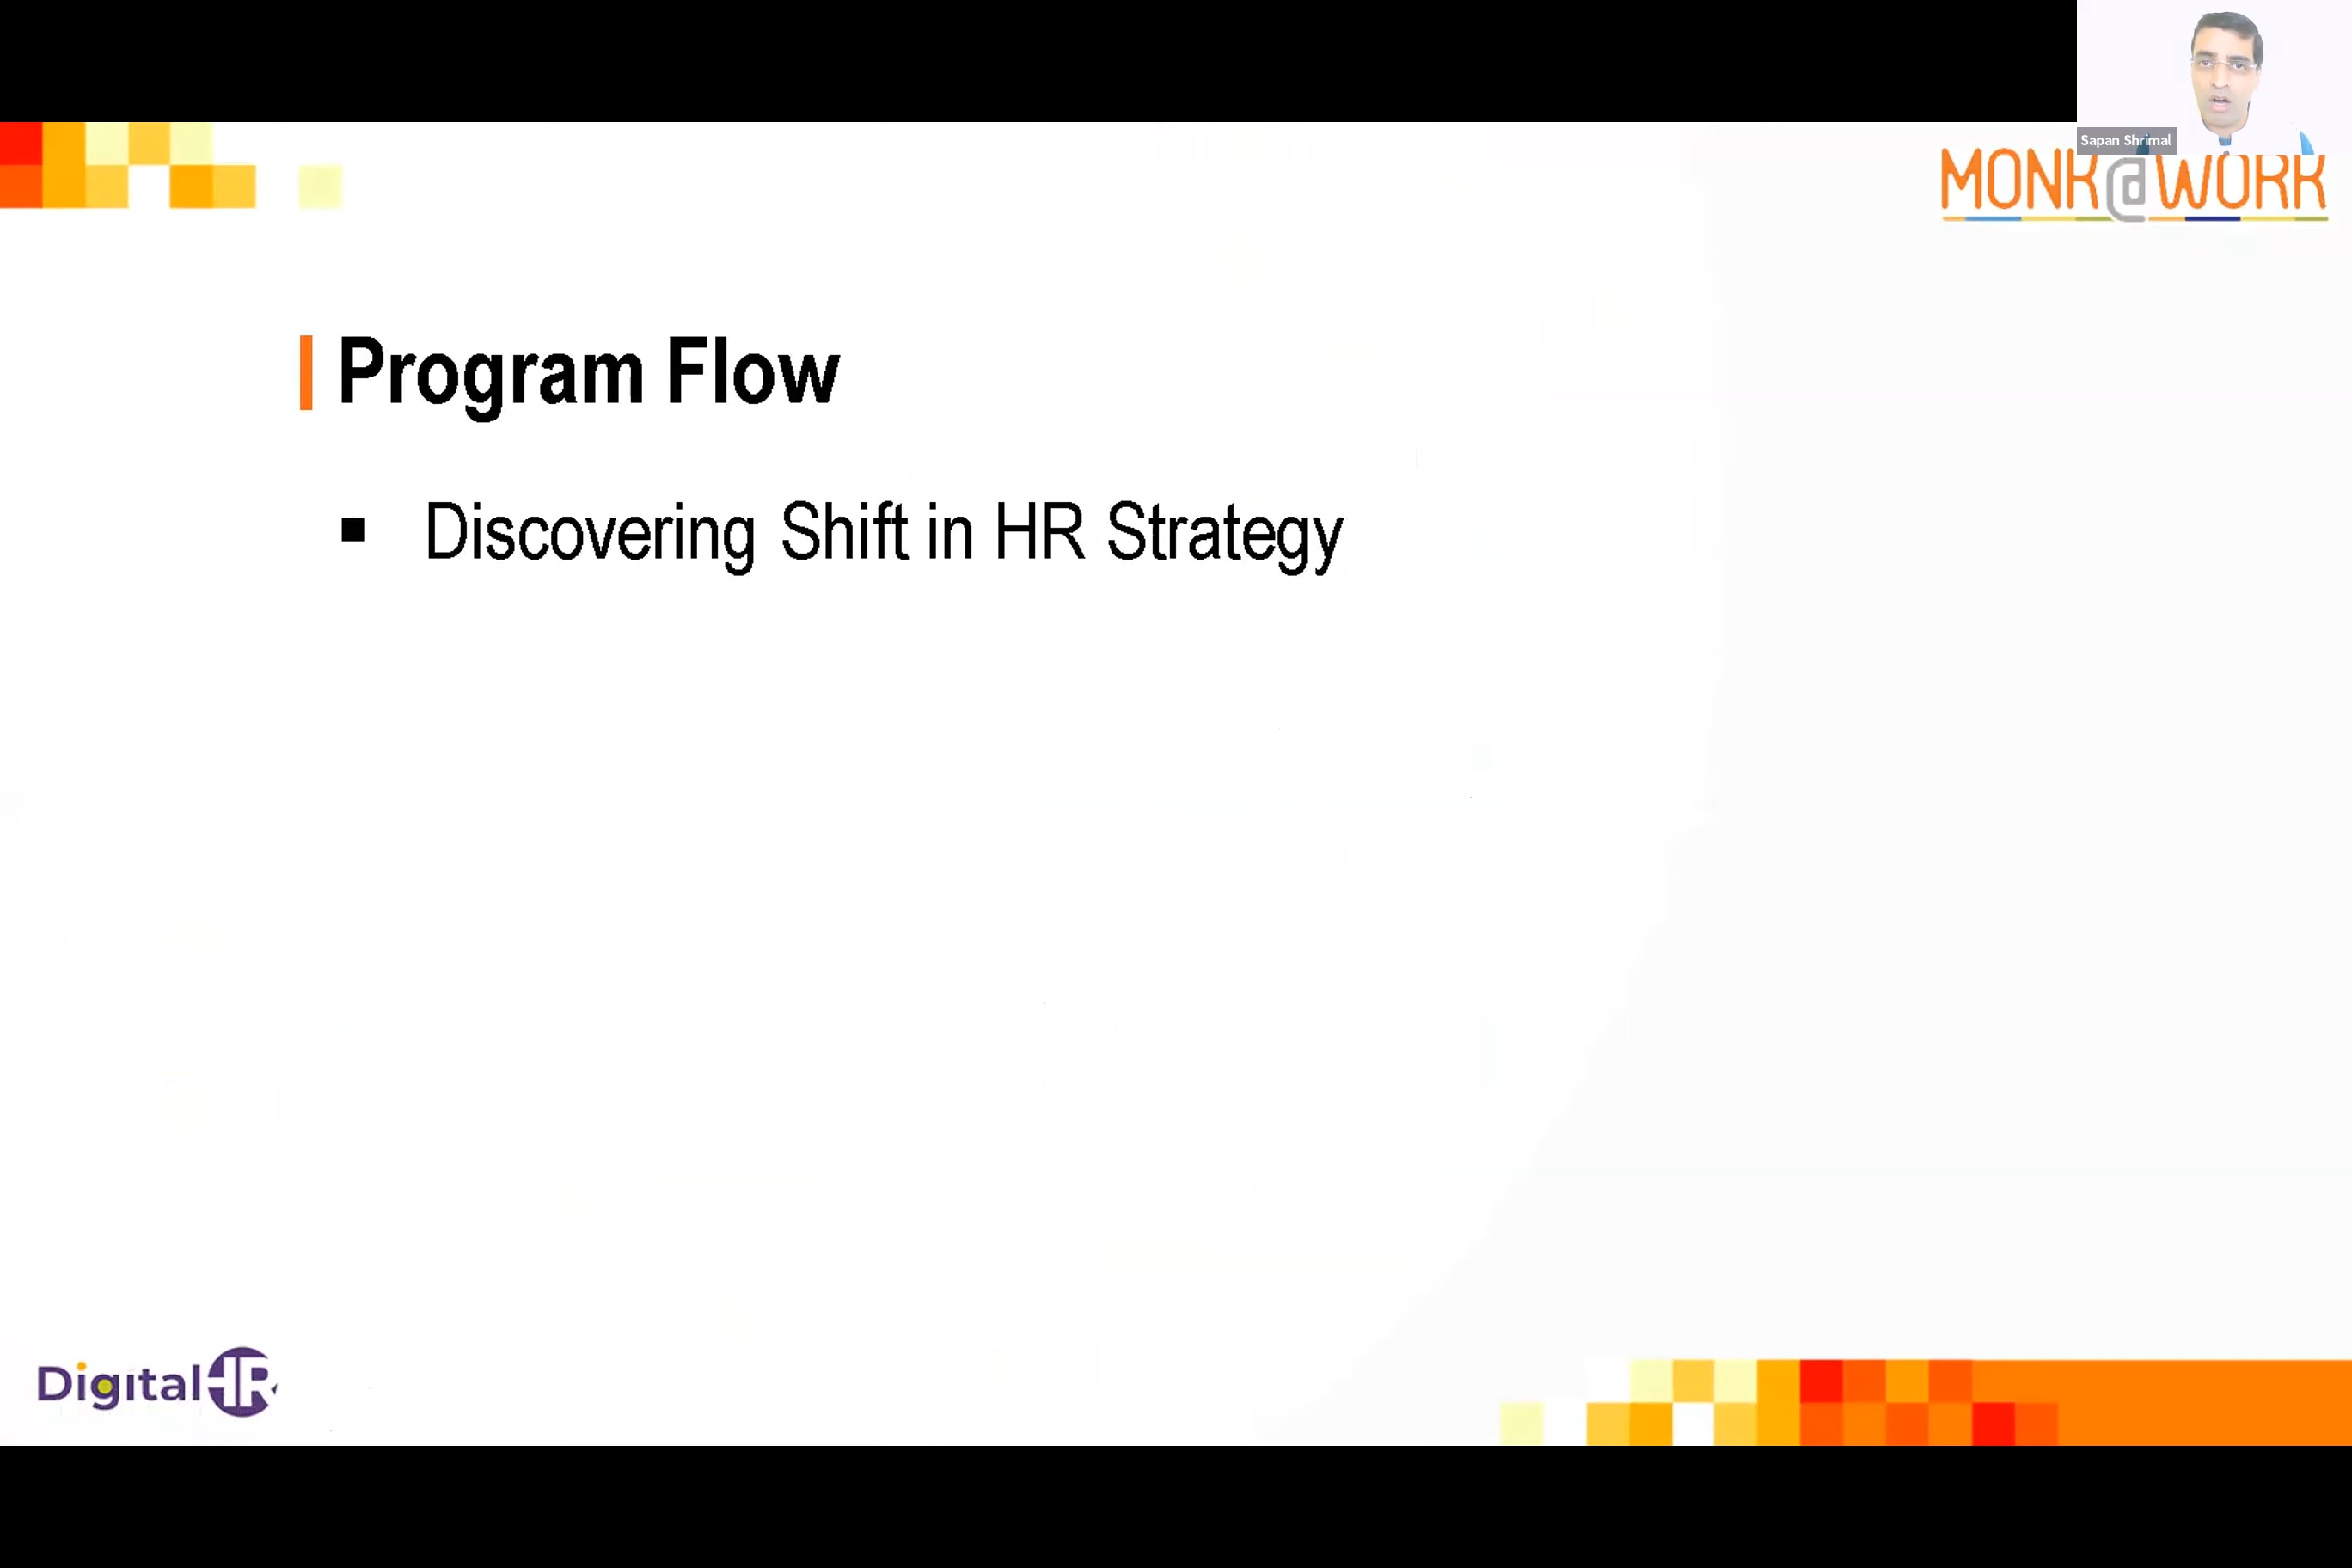 Sapan Shrimal
MONK@WORK
Program Flow
▪ Discovering Shift in HR Strategy
DigitalHR